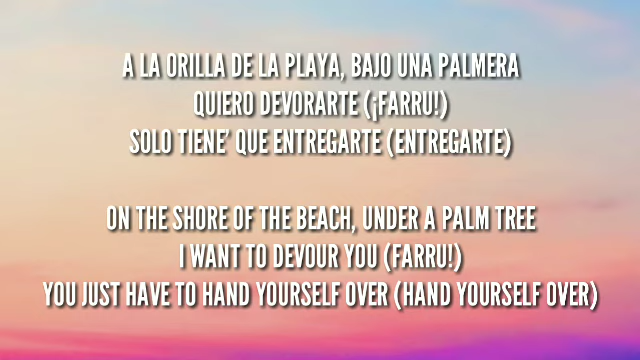 A LA ORILLA DE LA PLAYA, BAJO UNA PALMERA
QUIERO DEVORARTE (¡FARRU!)
SOLO TIENE' QUE ENTREGARTE (ENTREGARTE)
ON THE SHORE OF THE BEACH, UNDER A PALM TREE
I WANT TO DEVOUR YOU (FARRU!)
YOU JUST HAVE TO HAND YOURSELF OVER (HAND YOURSELF OVER)